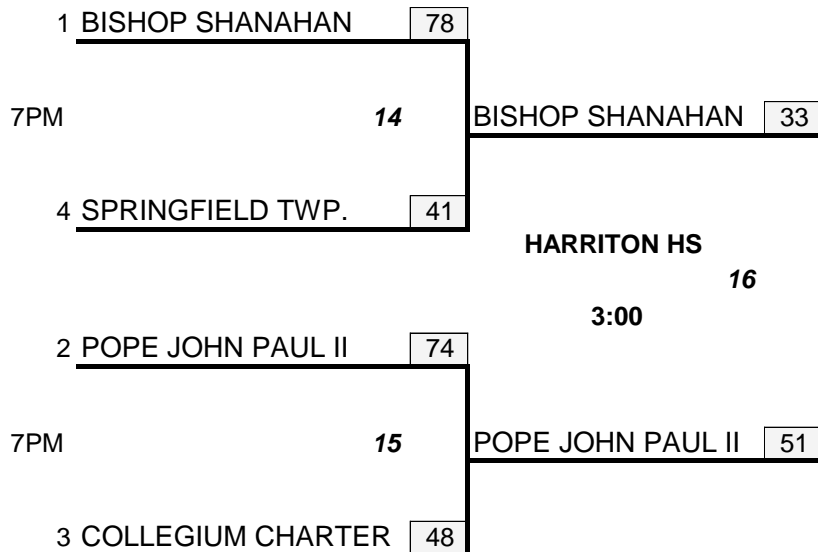 1 BISHOP SHANAHAN 78
7PM 14 BISHOP SHANAHAN 33
4 SPRINGFIELD TWP. 41
HARRITON HS
16
3:00
2 POPE JOHN PAUL II 74
7PM 15 POPE JOHN PAUL II 51
3 COLLEGIUM CHARTER 48